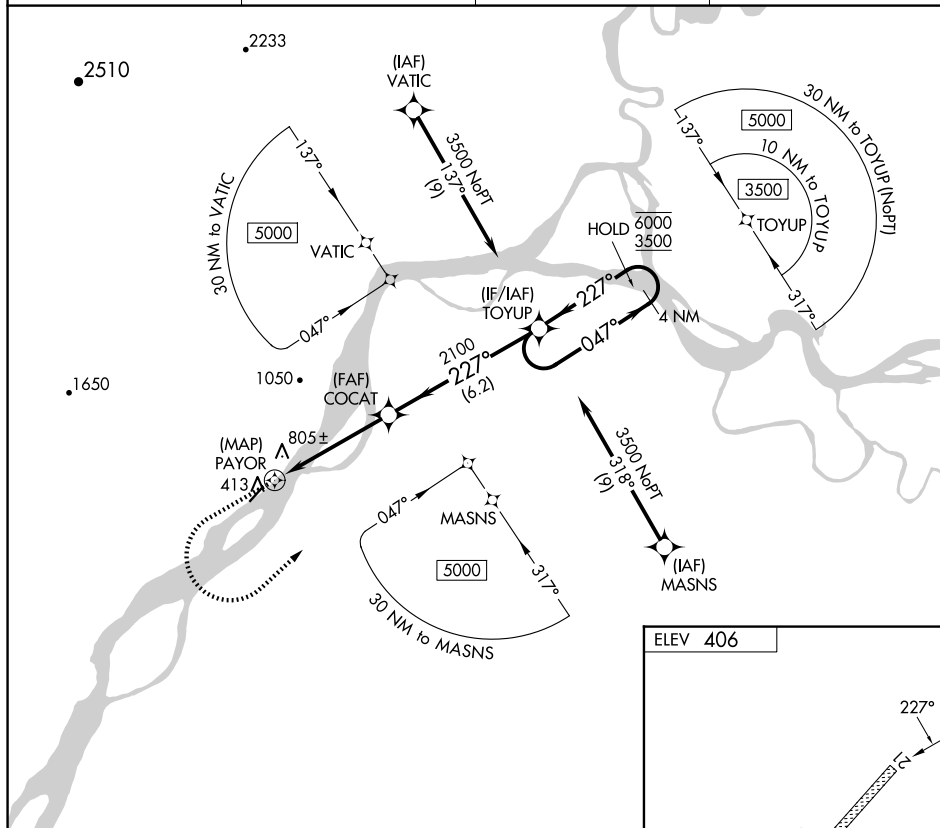 2233
2510
(IAF)
VATIC
3500 NoPT
137°
(9)
30 NM to VATIC
137°
5000
VATIC
047°
30 NM to TOYUP (NoPT)
5000
137°
10 NM to TOYUP
3500
TOYUP
317°
HOLD
6000
3500
227°
047°
4 NM
(IF/IAF)
TOYUP
2100
227°
(6.2)
(FAF)
COCAT
1650
1050
805±
(MAP)
PAYOR
413
3500 NoPT
318°
(9)
(IAF)
MASNS
047°
MASNS
5000
317°
30 NM to MASNS
ELEV 406
227°
21